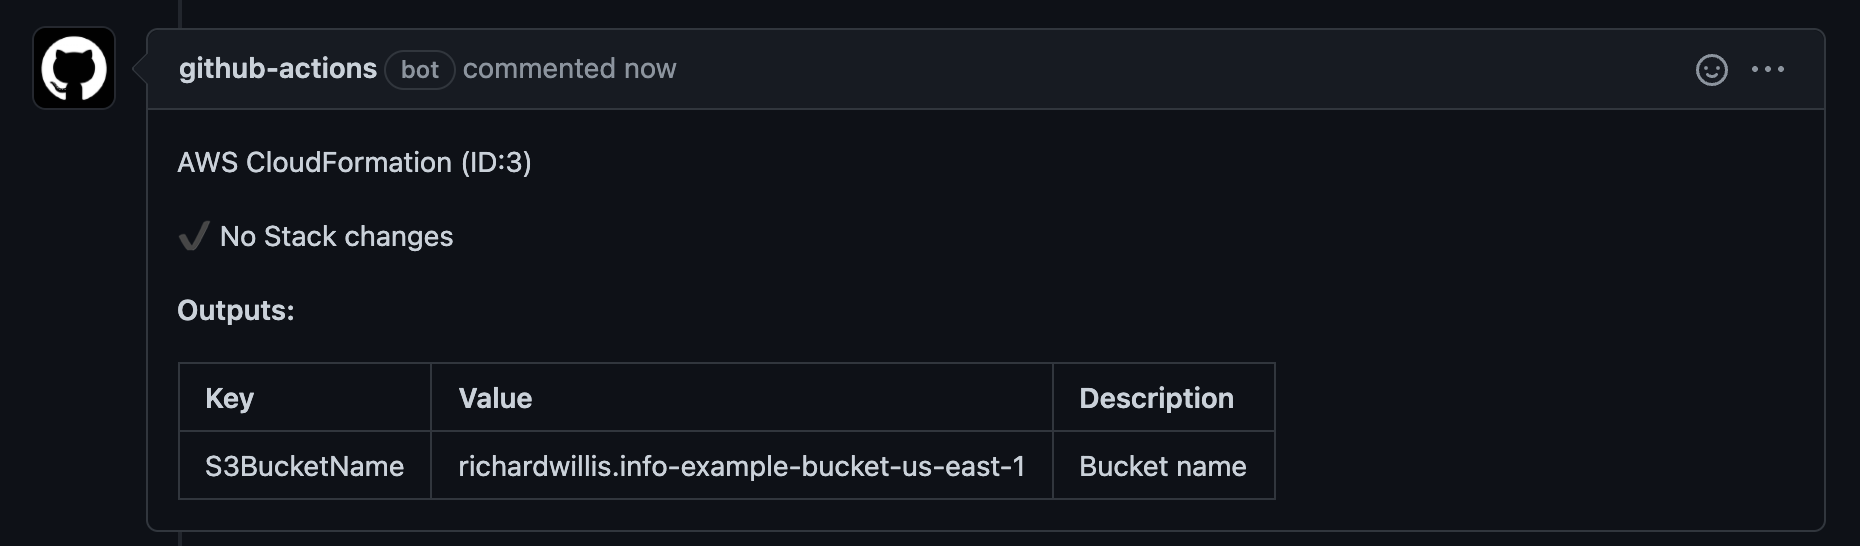 github-actions bot commented now
AWS CloudFormation (ID:3)
✔ No Stack changes
Outputs:
Key Value Description
S3BucketName richardwillis.info-example-bucket-us-east-1 Bucket name